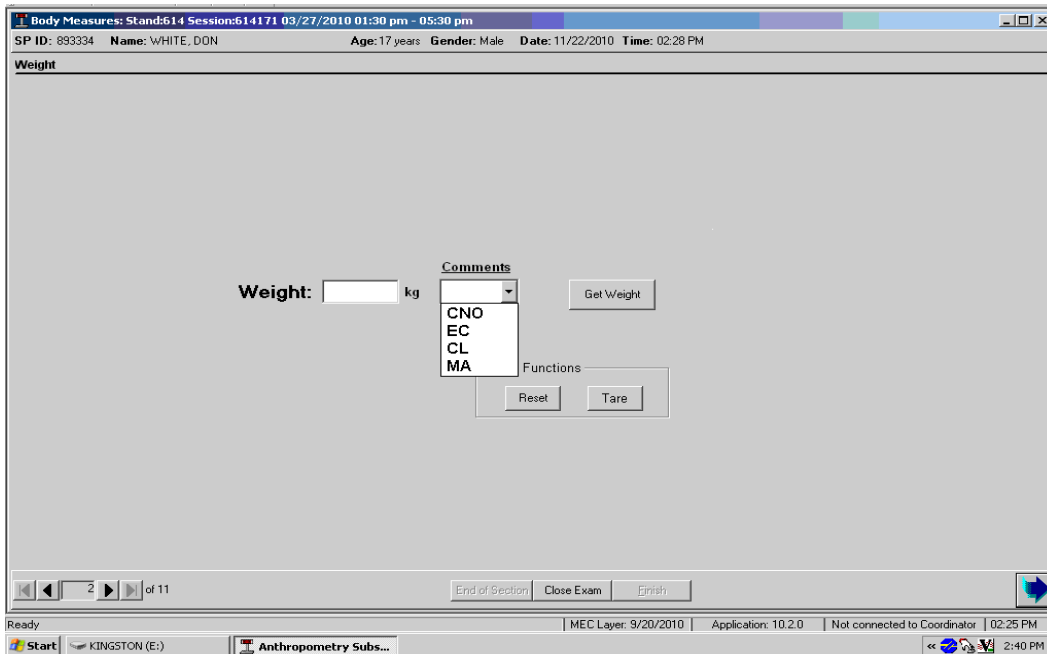 Body Measures: Stand:614 Session:614171 03/27/2010 01:30 pm - 05:30 pm
SP ID: 893334 Name: WHITE, DON Age: 17 years Gender: Male Date: 11/22/2010 Time: 02:28 PM
Weight
Comments
Weight: kg Get Weight
CNO
EC
CL
MA
Functions
Reset Tare
2 of 11 End of Section Close Exam Finish
Ready MEC Layer: 9/20/2010 Application: 10.2.0 Not connected to Coordinator 02:25 PM
Start KINGSTON (E:) Anthropometry Subs... « 2:40 PM